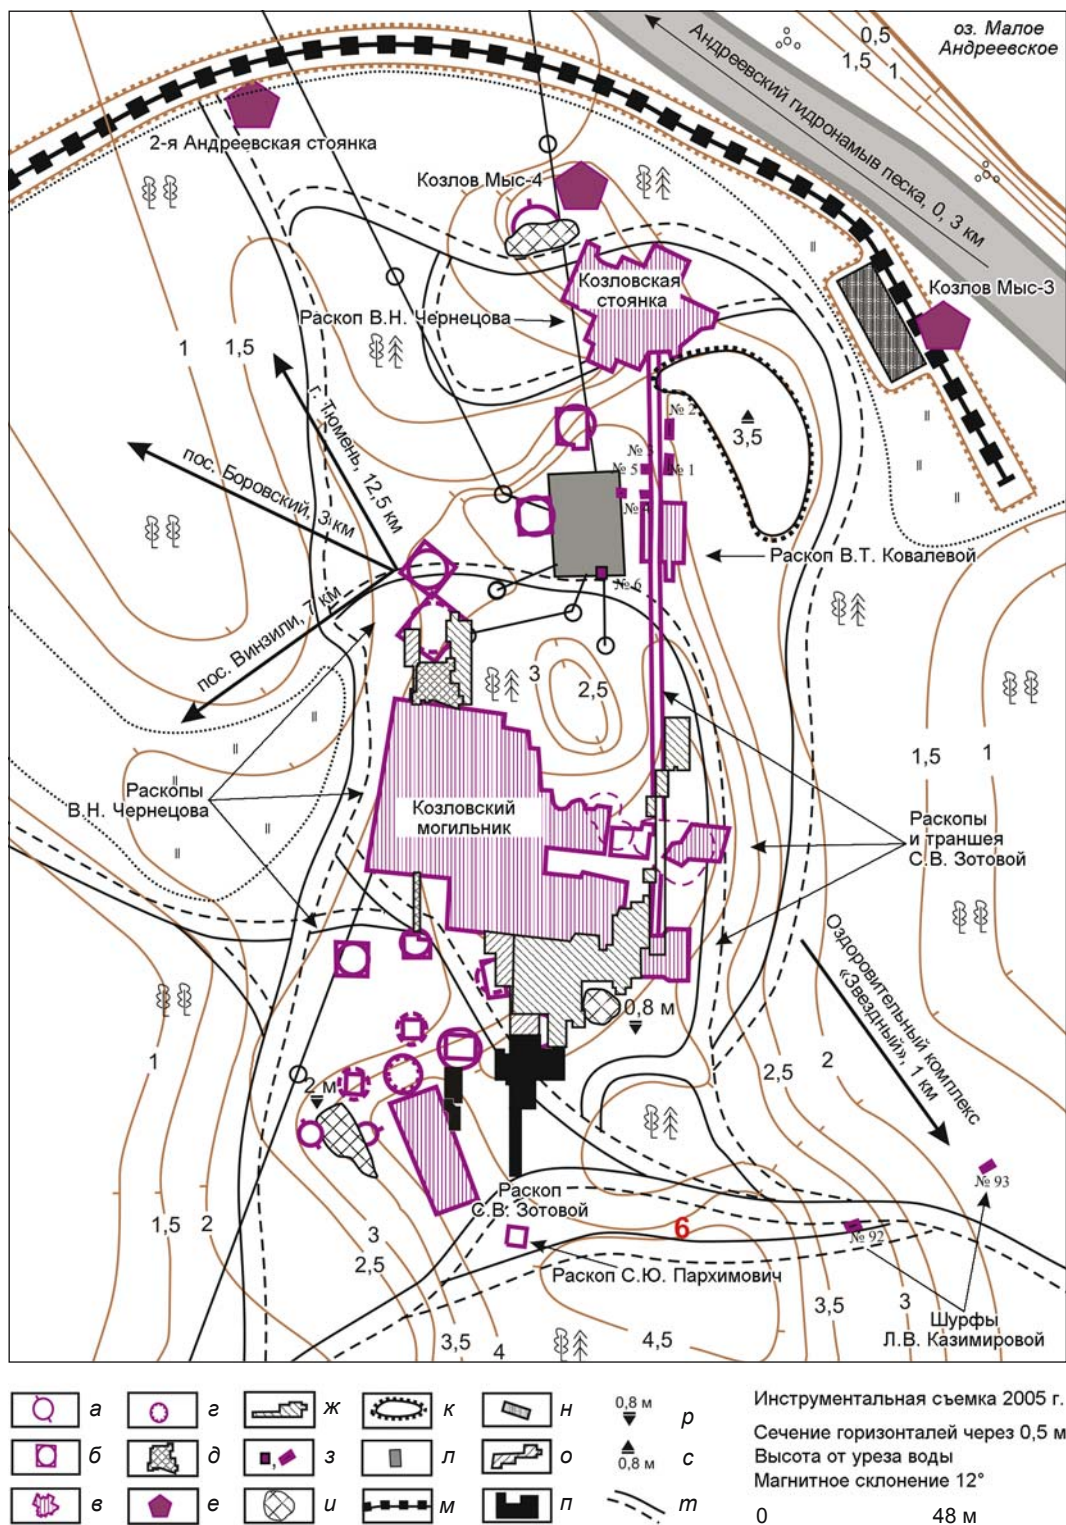 оз. Малое
Андреевское
0,5
1,5
1
Андреевский гидронамыв песка, 0, 3 км
2-я Андреевская стоянка
Козлов Мыс-4
Козловская
стоянка
Козлов Мыс-3
Раскоп В.Н. Чернецова
1
1,5
г. Тюмень, 12,5 км
№ 2
3,5
№ 3
№ 5
№ 1
№ 4
пос. Боровский, 3 км
Раскоп В.Т. Ковалевой
№ 6
пос. Винзили, 7 км
3
2,5
1,5
1
Раскопы
В.Н. Чернецова
Козловский
могильник
Раскопы
и траншея
С.В. Зотовой
Оздоровительный комплекс
«Звездный», 1 км
0,8 м
1
2 м
2,5
2
№ 93
Раскоп
С.В. Зотовой
1,5
2
3
2,5
6
№ 92
Раскоп С.Ю. Пархимович
3,5
3
Шурфы
Л.В. Казимировой
3,5
4
4,5
а
г
ж
к
н
0,8 м
р
Инструментальная съемка 2005 г.
б
д
з
л
о
0,8 м
с
Сечение горизонталей через 0,5 м
Высота от уреза воды
Магнитное склонение 12°
в
е
и
м
п
т
0
48 м